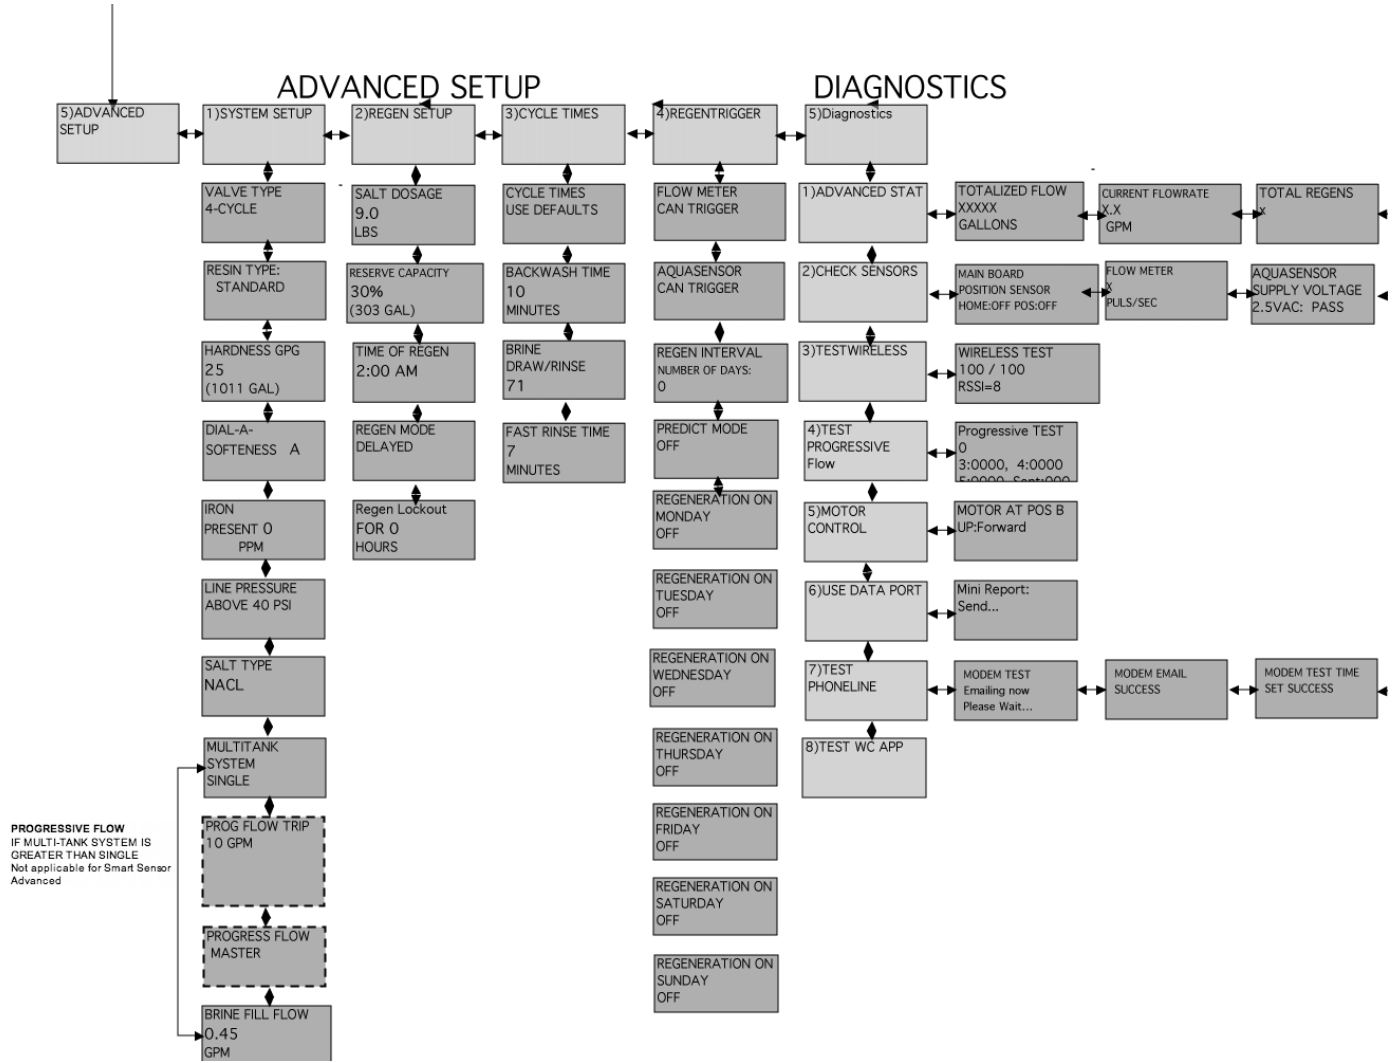 ADVANCED SETUP
DIAGNOSTICS
5)ADVANCED
SETUP
1)SYSTEM SETUP
2)REGEN SETUP
3)CYCLE TIMES
4)REGENTRIGGER
5)Diagnostics
VALVE TYPE
4-CYCLE
RESIN TYPE:
STANDARD
HARDNESS GPG
25
(1011 GAL)
DIAL-A-
SOFTENESS A
IRON
PRESENT 0
PPM
LINE PRESSURE
ABOVE 40 PSI
SALT TYPE
NACL
MULTITANK
SYSTEM
SINGLE
PROG FLOW TRIP
10 GPM
PROGRESS FLOW
MASTER
BRINE FILL FLOW
0.45
GPM
PROGRESSIVE FLOW
IF MULTI-TANK SYSTEM IS
GREATER THAN SINGLE
Not applicable for Smart Sensor
Advanced
SALT DOSAGE
9.0
LBS
RESERVE CAPACITY
30%
(303 GAL)
TIME OF REGEN
2:00 AM
REGEN MODE
DELAYED
Regen Lockout
FOR 0
HOURS
CYCLE TIMES
USE DEFAULTS
BACKWASH TIME
10
MINUTES
BRINE
DRAW/RINSE
71
FAST RINSE TIME
7
MINUTES
FLOW METER
CAN TRIGGER
AQUASENSOR
CAN TRIGGER
REGEN INTERVAL
NUMBER OF DAYS:
0
PREDICT MODE
OFF
REGENERATION ON
MONDAY
OFF
REGENERATION ON
TUESDAY
OFF
REGENERATION ON
WEDNESDAY
OFF
REGENERATION ON
THURSDAY
OFF
REGENERATION ON
FRIDAY
OFF
REGENERATION ON
SATURDAY
OFF
REGENERATION ON
SUNDAY
OFF
1)ADVANCED STAT
TOTALIZED FLOW
XXXXX
GALLONS
CURRENT FLOWRATE
X.X
GPM
TOTAL REGENS
x
2)CHECK SENSORS
MAIN BOARD
POSITION SENSOR
HOME:OFF POS:OFF
FLOW METER
X
PULS/SEC
AQUASENSOR
SUPPLY VOLTAGE
2.5VAC: PASS
3)TESTWIRELESS
WIRELESS TEST
100 / 100
RSSI=8
4)TEST
PROGRESSIVE
Flow
Progressive TEST
0
3:0000, 4:0000
5:0000, Sent:000
5)MOTOR
CONTROL
MOTOR AT POS B
UP:Forward
6)USE DATA PORT
Mini Report:
Send...
7)TEST
PHONELINE
MODEM TEST
Emailing now
Please Wait...
MODEM EMAIL
SUCCESS
MODEM TEST TIME
SET SUCCESS
8)TEST WC APP